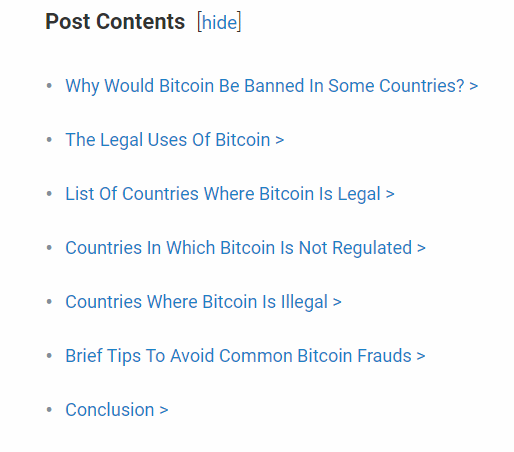 Post Contents [hide]
• Why Would Bitcoin Be Banned In Some Countries? >
• The Legal Uses Of Bitcoin >
• List Of Countries Where Bitcoin Is Legal >
• Countries In Which Bitcoin Is Not Regulated >
• Countries Where Bitcoin Is Illegal >
• Brief Tips To Avoid Common Bitcoin Frauds >
• Conclusion >